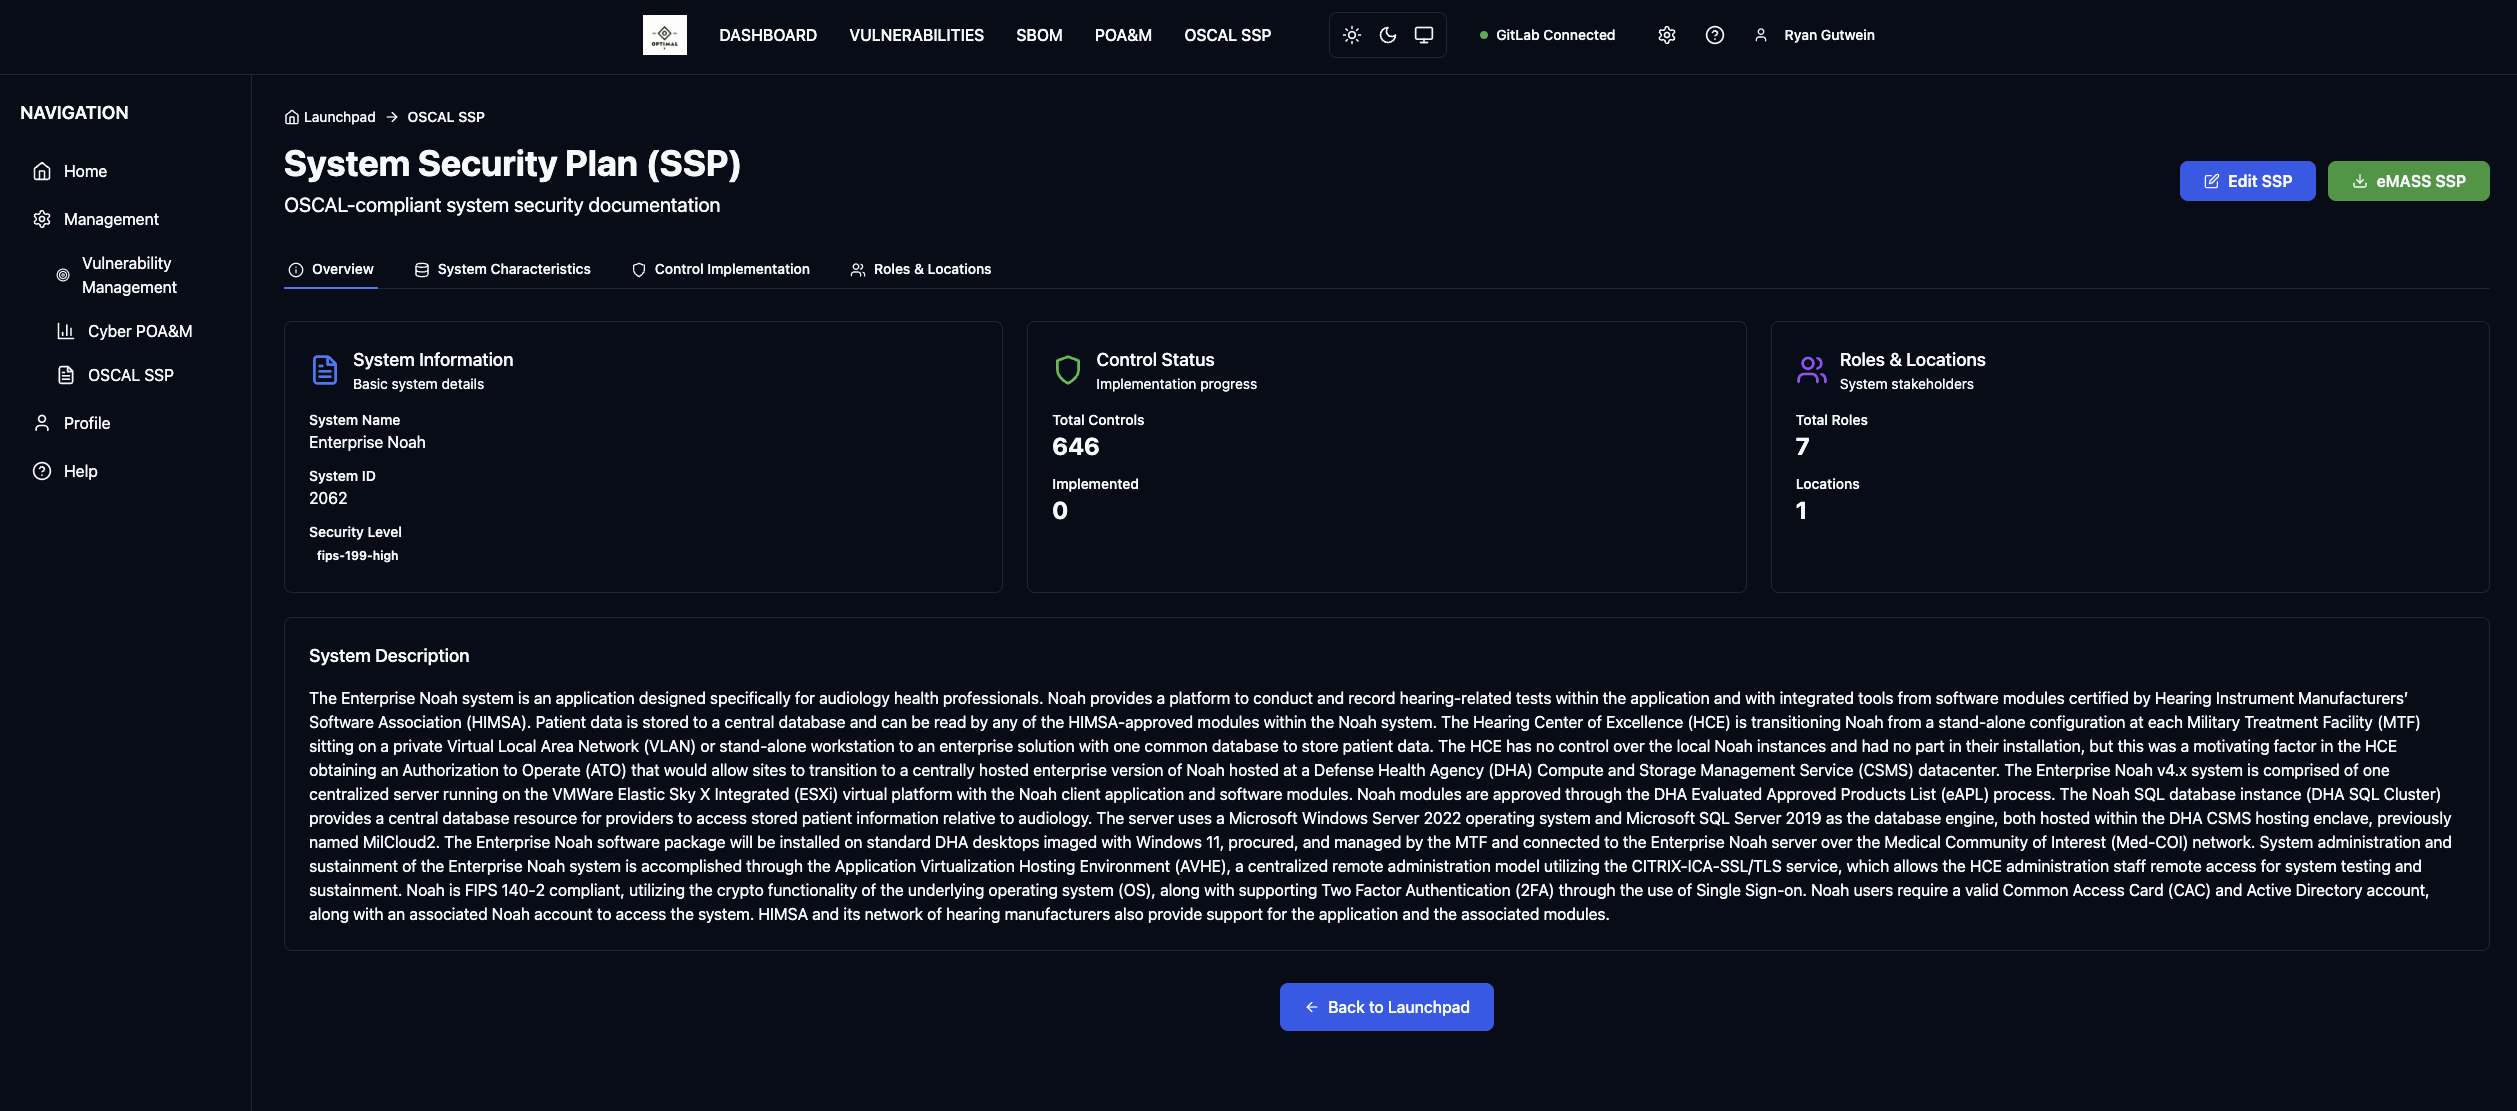 OPTIMAL
DASHBOARD
VULNERABILITIES
SBOM
POA&M
OSCAL SSP
GitLab Connected
Ryan Gutwein
NAVIGATION
Home
Management
Vulnerability
Management
Cyber POA&M
OSCAL SSP
Profile
Help
Launchpad → OSCAL SSP
System Security Plan (SSP)
OSCAL-compliant system security documentation
Edit SSP
eMASS SSP
Overview
System Characteristics
Control Implementation
Roles & Locations
System Information
Basic system details
System Name
Enterprise Noah
System ID
2062
Security Level
fips-199-high
Control Status
Implementation progress
Total Controls
646
Implemented
0
Roles & Locations
System stakeholders
Total Roles
7
Locations
1
System Description
The Enterprise Noah system is an application designed specifically for audiology health professionals. Noah provides a platform to conduct and record hearing-related tests within the application and with integrated tools from software modules certified by Hearing Instrument Manufacturers’
Software Association (HIMSA). Patient data is stored to a central database and can be read by any of the HIMSA-approved modules within the Noah system. The Hearing Center of Excellence (HCE) is transitioning Noah from a stand-alone configuration at each Military Treatment Facility (MTF)
sitting on a private Virtual Local Area Network (VLAN) or stand-alone workstation to an enterprise solution with one common database to store patient data. The HCE has no control over the local Noah instances and had no part in their installation, but this was a motivating factor in the HCE
obtaining an Authorization to Operate (ATO) that would allow sites to transition to a centrally hosted enterprise version of Noah hosted at a Defense Health Agency (DHA) Compute and Storage Management Service (CSMS) datacenter. The Enterprise Noah v4.x system is comprised of one
centralized server running on the VMWare Elastic Sky X Integrated (ESXi) virtual platform with the Noah client application and software modules. Noah modules are approved through the DHA Evaluated Approved Products List (eAPL) process. The Noah SQL database instance (DHA SQL Cluster)
provides a central database resource for providers to access stored patient information relative to audiology. The server uses a Microsoft Windows Server 2022 operating system and Microsoft SQL Server 2019 as the database engine, both hosted within the DHA CSMS hosting enclave, previously
named MilCloud2. The Enterprise Noah software package will be installed on standard DHA desktops imaged with Windows 11, procured, and managed by the MTF and connected to the Enterprise Noah server over the Medical Community of Interest (Med-COI) network. System administration and
sustainment of the Enterprise Noah system is accomplished through the Application Virtualization Hosting Environment (AVHE), a centralized remote administration model utilizing the CITRIX-ICA-SSL/TLS service, which allows the HCE administration staff remote access for system testing and
sustainment. Noah is FIPS 140-2 compliant, utilizing the crypto functionality of the underlying operating system (OS), along with supporting Two Factor Authentication (2FA) through the use of Single Sign-on. Noah users require a valid Common Access Card (CAC) and Active Directory account,
along with an associated Noah account to access the system. HIMSA and its network of hearing manufacturers also provide support for the application and the associated modules.
← Back to Launchpad